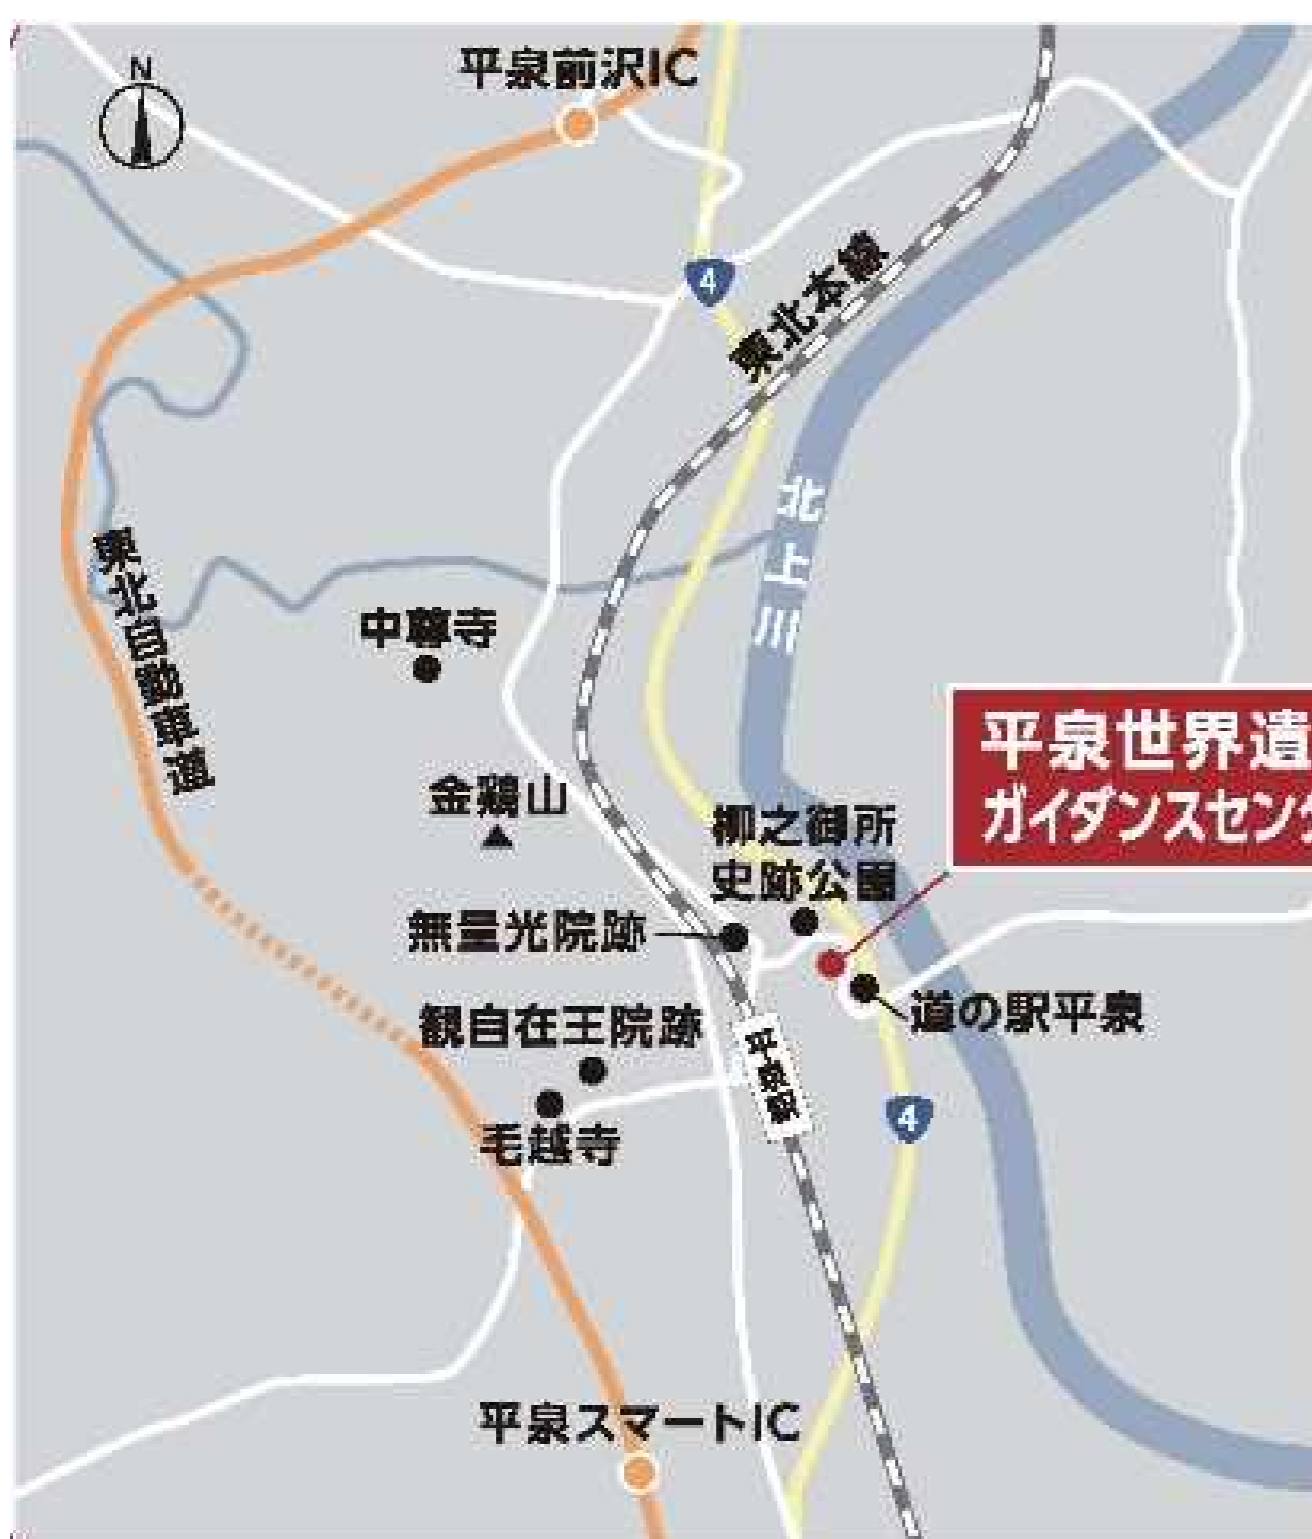 平泉前沢IC
N
4
東北本線
北上川
東北自動車道
中尊寺
金鶏山
平泉世界遺
ガイダンスセン
柳之御所
史跡公園
無量光院跡
道の駅平泉
観自在王院跡
平泉駅
4
毛越寺
平泉スマートIC